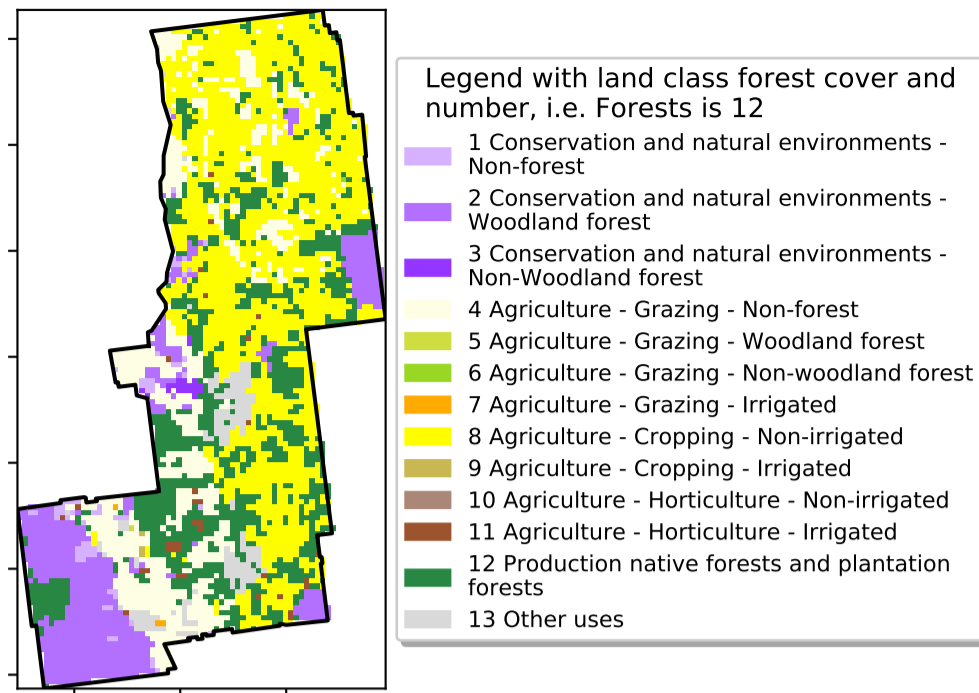 Legend with land class forest cover and
number, i.e. Forests is 12
1 Conservation and natural environments -
Non-forest
2 Conservation and natural environments -
Woodland forest
3 Conservation and natural environments -
Non-Woodland forest
4 Agriculture - Grazing - Non-forest
5 Agriculture - Grazing - Woodland forest
6 Agriculture - Grazing - Non-woodland forest
7 Agriculture - Grazing - Irrigated
8 Agriculture - Cropping - Non-irrigated
9 Agriculture - Cropping - Irrigated
10 Agriculture - Horticulture - Non-irrigated
11 Agriculture - Horticulture - Irrigated
12 Production native forests and plantation
forests
13 Other uses